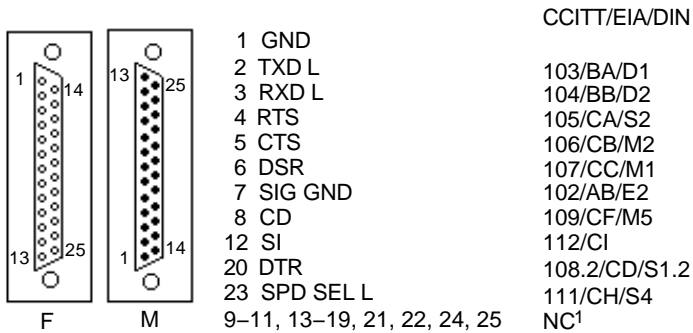 CCITT/EIA/DIN
1 GND
2 TXD L 103/BA/D1
3 RXD L 104/BB/D2
4 RTS 105/CA/S2
5 CTS 106/CB/M2
6 DSR 107/CC/M1
7 SIG GND 102/AB/E2
8 CD 109/CF/M5
12 SI 112/CI
20 DTR 108.2/CD/S1.2
23 SPD SEL L 111/CH/S4
9–11, 13–19, 21, 22, 24, 25 NC¹
1 14
13 25
F
13 25
1 14
M